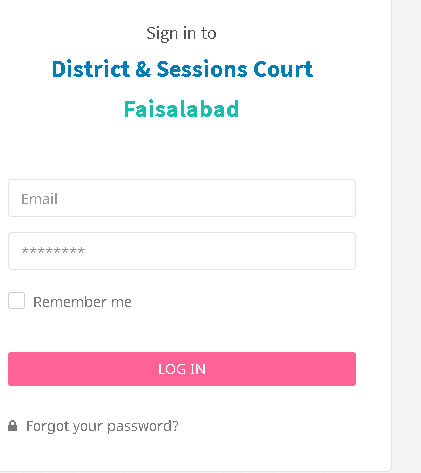 Sign in to
District & Sessions Court
Faisalabad
Email
********
Remember me
LOG IN
Forgot your password?